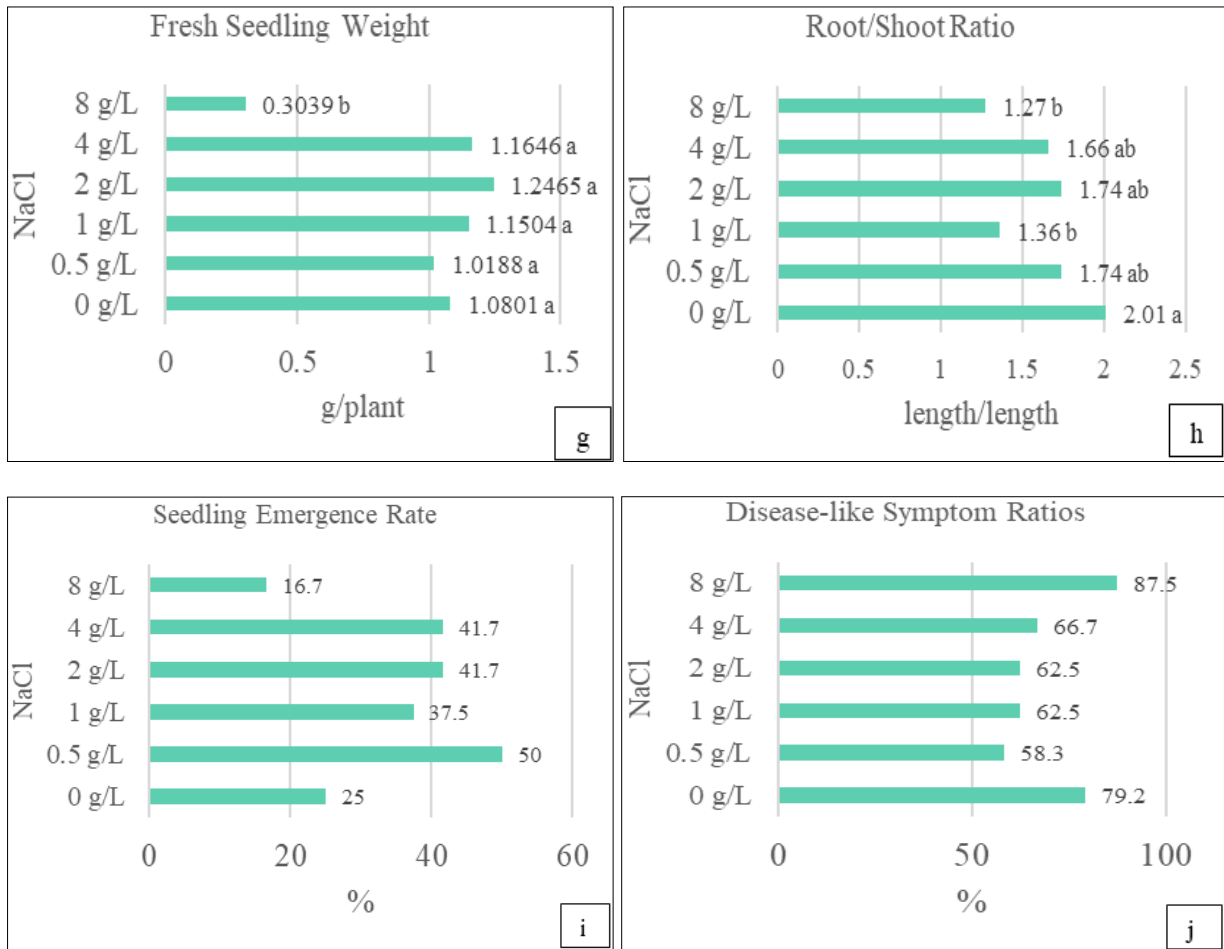 Fresh Seedling Weight
NaCl
8 g/L 0.3039 b
4 g/L 1.1646 a
2 g/L 1.2465 a
1 g/L 1.1504 a
0.5 g/L 1.0188 a
0 g/L 1.0801 a
0 0.5 1 1.5
g/plant
g
Root/Shoot Ratio
NaCl
8 g/L 1.27 b
4 g/L 1.66 ab
2 g/L 1.74 ab
1 g/L 1.36 b
0.5 g/L 1.74 ab
0 g/L 2.01 a
0 0.5 1 1.5 2 2.5
length/length
h
Seedling Emergence Rate
NaCl
8 g/L 16.7
4 g/L 41.7
2 g/L 41.7
1 g/L 37.5
0.5 g/L 50
0 g/L 25
0 20 40 60
%
i
Disease-like Symptom Ratios
NaCl
8 g/L 87.5
4 g/L 66.7
2 g/L 62.5
1 g/L 62.5
0.5 g/L 58.3
0 g/L 79.2
0 50 100
%
j